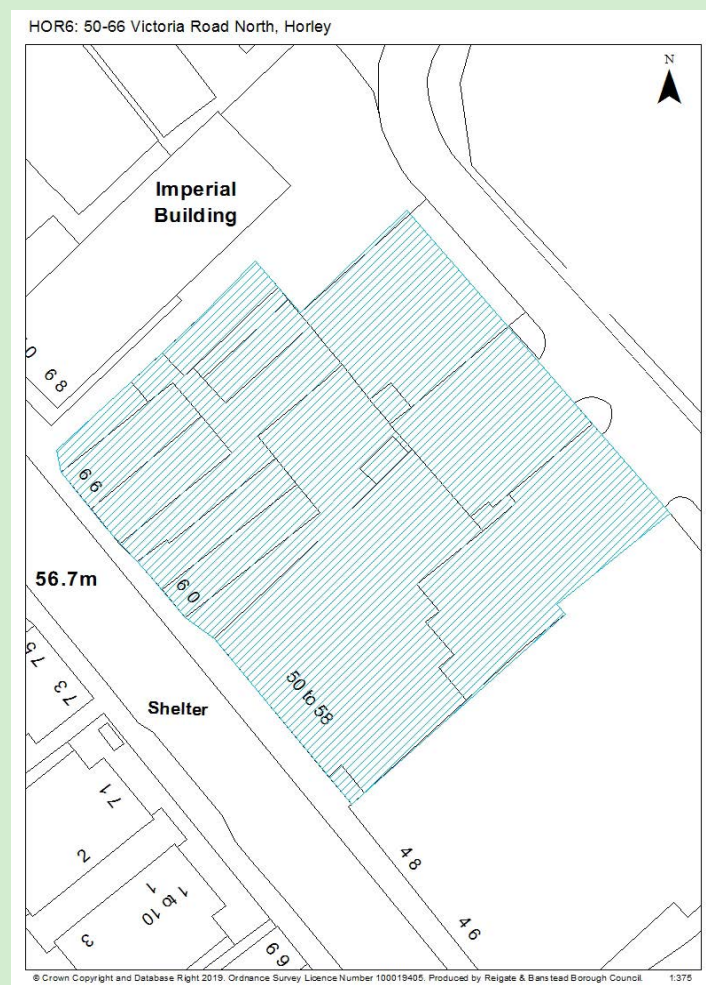 HOR6: 50-66 Victoria Road North, Horley
N
Imperial
Building
0
68
66
56.7m
60
75
73
Shelter
50 to 58
71
2
48
1 to 10
1
46
3
69
© Crown Copyright and Database Right 2019. Ordnance Survey Licence Number 100019405. Produced by Reigate & Banstead Borough Council. 1:375